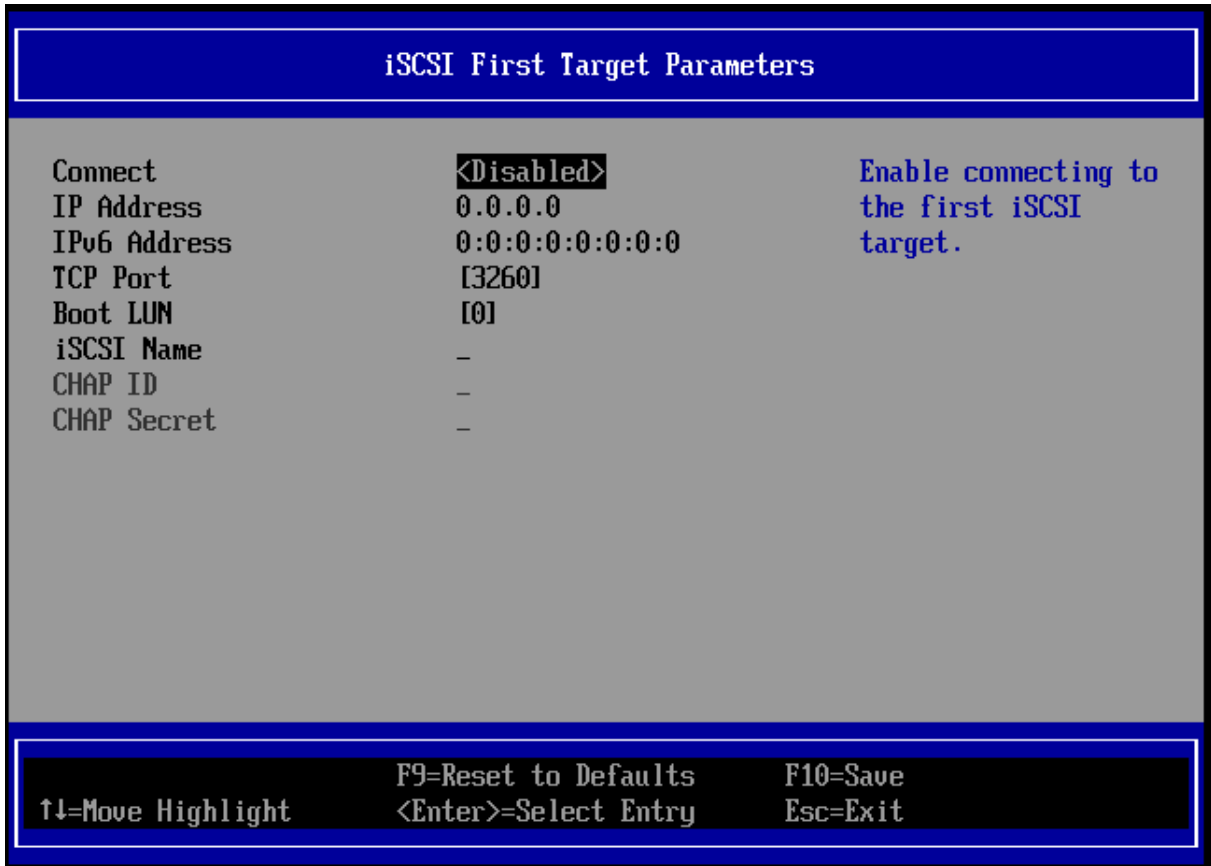 iSCSI First Target Parameters
Connect <Disabled>
IP Address 0.0.0.0
IPv6 Address 0:0:0:0:0:0:0:0
TCP Port [3260]
Boot LUN [0]
iSCSI Name _
CHAP ID _
CHAP Secret _
Enable connecting to
the first iSCSI
target.
F9=Reset to Defaults F10=Save
↑↓=Move Highlight <Enter>=Select Entry Esc=Exit